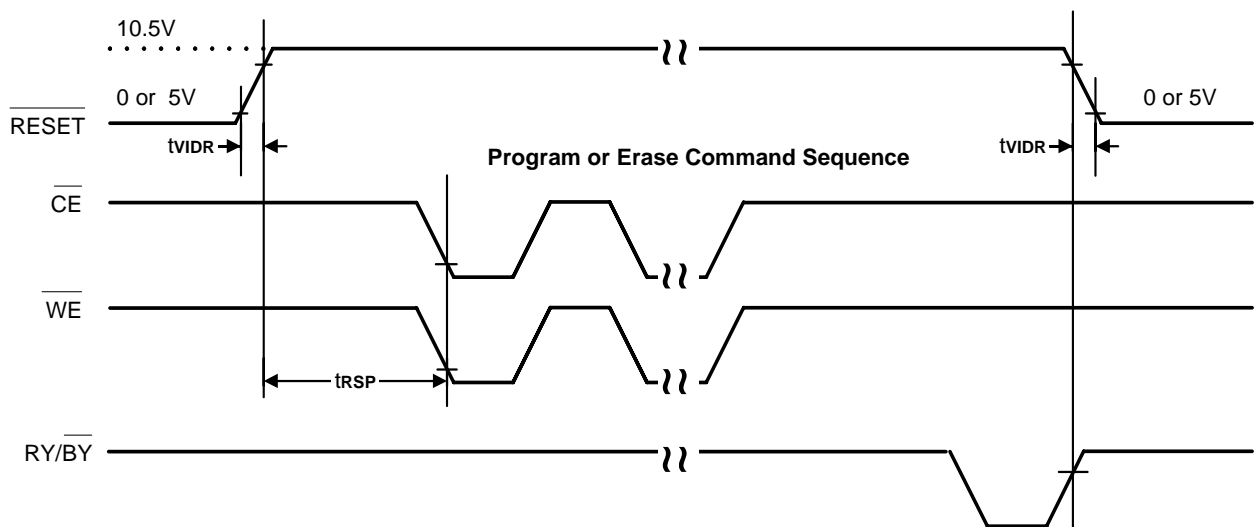 10.5V
0 or 5V
0 or 5V
RESET
tVIDR
tVIDR
Program or Erase Command Sequence
CE
WE
tRSP
RY/BY